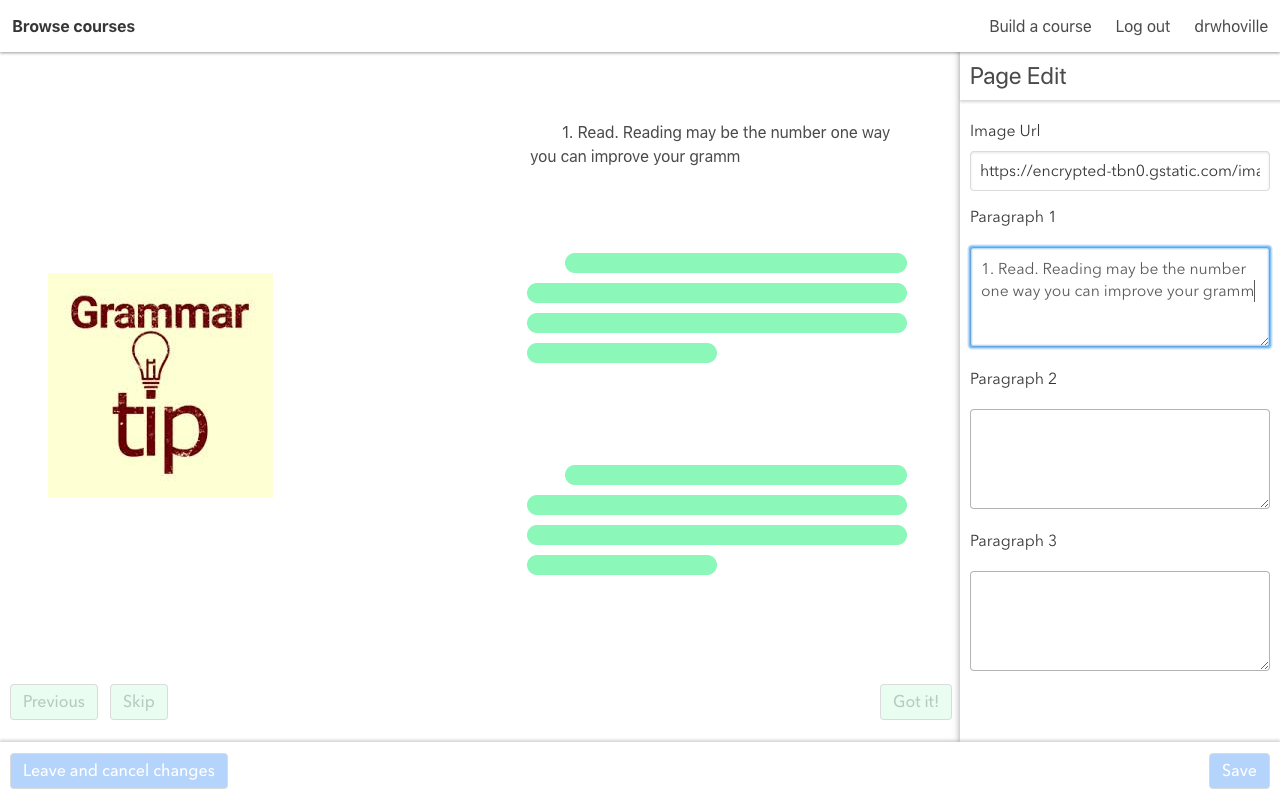 Browse courses
Build a course
Log out
drwhoville
1. Read. Reading may be the number one way
you can improve your gramm
Grammar
tip
Previous
Skip
Got it!
Page Edit
Image Url
https://encrypted-tbn0.gstatic.com/ima
Paragraph 1
1. Read. Reading may be the number
one way you can improve your gramm
Paragraph 2
Paragraph 3
Leave and cancel changes
Save